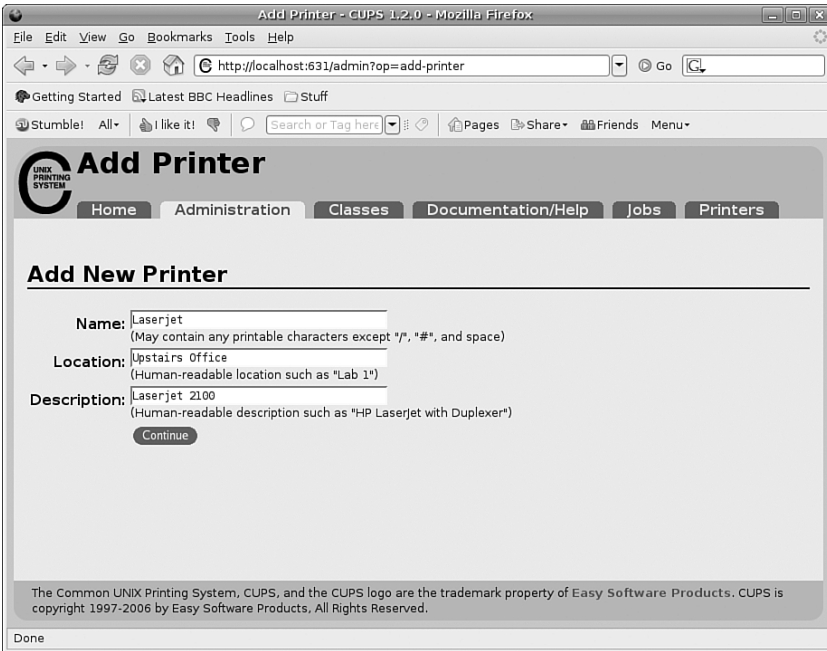 Add Printer - CUPS 1.2.0 - Mozilla Firefox
File Edit View Go Bookmarks Tools Help
http://localhost:631/admin?op=add-printer Go G
Getting Started Latest BBC Headlines Stuff
Stumble! All I like it! Search or Tag here Pages Share Friends Menu
UNIX PRINTING SYSTEM
Add Printer
Home Administration Classes Documentation/Help Jobs Printers
Add New Printer
Name: Laserjet
(May contain any printable characters except "/", "#", and space)
Location: Upstairs Office
(Human-readable location such as "Lab 1")
Description: Laserjet 2100
(Human-readable description such as "HP LaserJet with Duplexer")
Continue
The Common UNIX Printing System, CUPS, and the CUPS logo are the trademark property of Easy Software Products. CUPS is
copyright 1997-2006 by Easy Software Products, All Rights Reserved.
Done